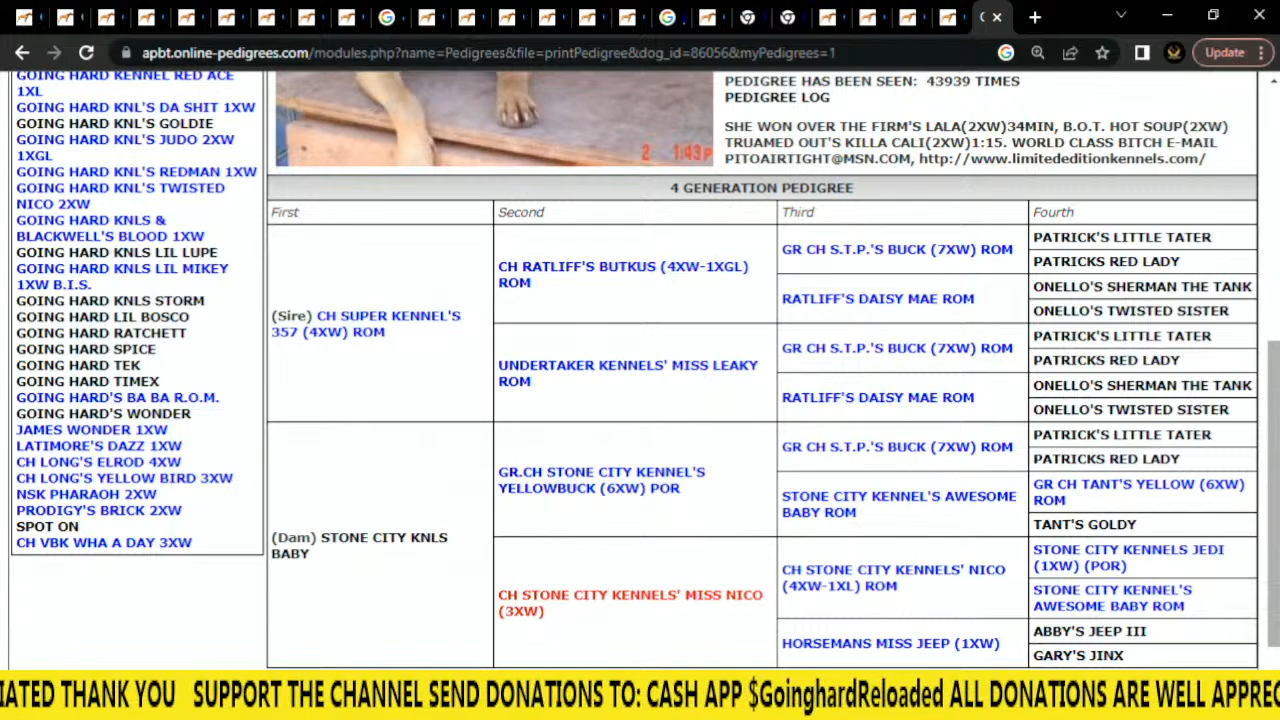 apbt.online-pedigrees.com/modules.php?name=Pedigrees&file=printPedigree&dog_id=86056&myPedigrees=1
Update
GOING HARD KENNEL RED ACE
1XL
GOING HARD KNL'S DA SHIT 1XW
GOING HARD KNL'S GOLDIE
GOING HARD KNL'S JUDO 2XW
1XGL
GOING HARD KNL'S REDMAN 1XW
GOING HARD KNL'S TWISTED
NICO 2XW
GOING HARD KNLS &
BLACKWELL'S BLOOD 1XW
GOING HARD KNLS LIL LUPE
GOING HARD KNLS LIL MIKEY
1XW B.I.S.
GOING HARD KNLS STORM
GOING HARD LIL BOSCO
GOING HARD RATCHETT
GOING HARD SPICE
GOING HARD TEK
GOING HARD TIMEX
GOING HARD'S BA BA R.O.M.
GOING HARD'S WONDER
JAMES WONDER 1XW
LATIMORE'S DAZZ 1XW
CH LONG'S ELROD 4XW
CH LONG'S YELLOW BIRD 3XW
NSK PHARAOH 2XW
PRODIGY'S BRICK 2XW
SPOT ON
CH VBK WHA A DAY 3XW
2 1:43P
PEDIGREE HAS BEEN SEEN: 43939 TIMES
PEDIGREE LOG
SHE WON OVER THE FIRM'S LALA(2XW)34MIN, B.O.T. HOT SOUP(2XW)
TRUAMED OUT'S KILLA CALI(2XW)1:15. WORLD CLASS BITCH E-MAIL
PITOAIRTIGHT@MSN.COM, http://www.limitededitionkennels.com/
4 GENERATION PEDIGREE
First Second Third Fourth
(Sire) CH SUPER KENNEL'S
357 (4XW) ROM
(Dam) STONE CITY KNLS
BABY
CH RATLIFF'S BUTKUS (4XW-1XGL)
ROM
UNDERTAKER KENNELS' MISS LEAKY
ROM
GR.CH STONE CITY KENNEL'S
YELLOWBUCK (6XW) POR
CH STONE CITY KENNELS' MISS NICO
(3XW)
GR CH S.T.P.'S BUCK (7XW) ROM
RATLIFF'S DAISY MAE ROM
GR CH S.T.P.'S BUCK (7XW) ROM
RATLIFF'S DAISY MAE ROM
GR CH S.T.P.'S BUCK (7XW) ROM
STONE CITY KENNEL'S AWESOME
BABY ROM
CH STONE CITY KENNELS' NICO
(4XW-1XL) ROM
HORSEMANS MISS JEEP (1XW)
PATRICK'S LITTLE TATER
PATRICKS RED LADY
ONELLO'S SHERMAN THE TANK
ONELLO'S TWISTED SISTER
PATRICK'S LITTLE TATER
PATRICKS RED LADY
ONELLO'S SHERMAN THE TANK
ONELLO'S TWISTED SISTER
PATRICK'S LITTLE TATER
PATRICKS RED LADY
GR CH TANT'S YELLOW (6XW)
ROM
TANT'S GOLDY
STONE CITY KENNELS JEDI
(1XW) (POR)
STONE CITY KENNEL'S
AWESOME BABY ROM
ABBY'S JEEP III
GARY'S JINX
IATED THANK YOU SUPPORT THE CHANNEL SEND DONATIONS TO: CASH APP $GoinghardReloaded ALL DONATIONS ARE WELL APPREC